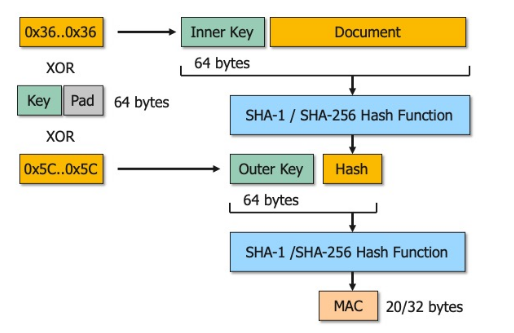 0x36..0x36
Inner Key
Document
XOR
64 bytes
Key
Pad
64 bytes
SHA-1 / SHA-256 Hash Function
XOR
0x5C..0x5C
Outer Key
Hash
64 bytes
SHA-1 /SHA-256 Hash Function
MAC
20/32 bytes